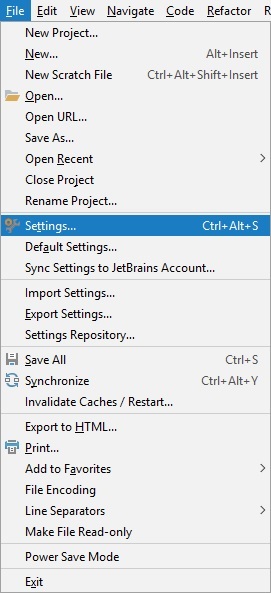 File Edit View Navigate Code Refactor R
New Project...
New... Alt+Insert
New Scratch File Ctrl+Alt+Shift+Insert
Open...
Open URL...
Save As...
Open Recent
Close Project
Rename Project...
Settings... Ctrl+Alt+S
Default Settings...
Sync Settings to JetBrains Account...
Import Settings...
Export Settings...
Settings Repository...
Save All Ctrl+S
Synchronize Ctrl+Alt+Y
Invalidate Caches / Restart...
Export to HTML...
Print...
Add to Favorites
File Encoding
Line Separators
Make File Read-only
Power Save Mode
Exit